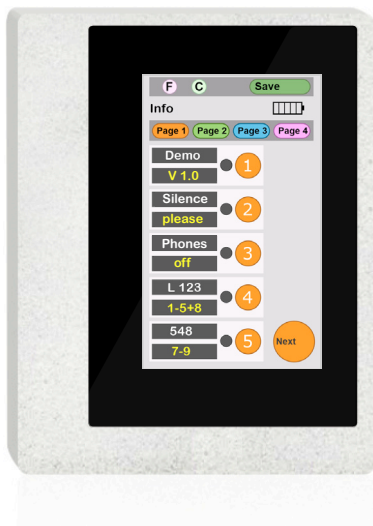 F C Save
Info
Page 1 Page 2 Page 3 Page 4
Demo
V 1.0
1
Silence
please
2
Phones
off
3
L 123
1-5+8
4
548
7-9
5
Next